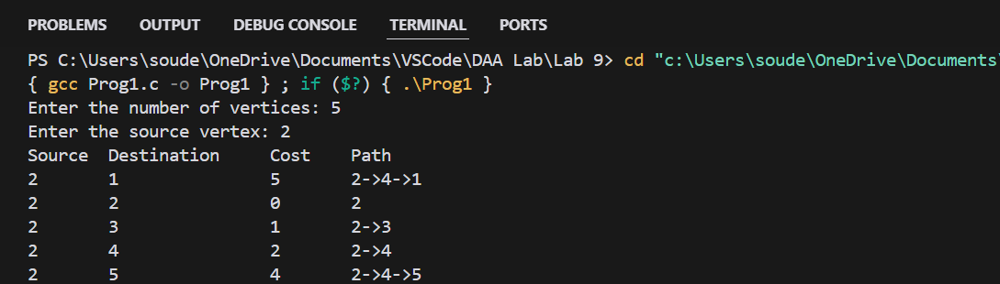 PROBLEMS OUTPUT DEBUG CONSOLE TERMINAL PORTS
PS C:\Users\soude\OneDrive\Documents\VSCode\DAA Lab\Lab 9> cd "c:\Users\soude\OneDrive\Documents\
{ gcc Prog1.c -o Prog1 } ; if ($?) { .\Prog1 }
Enter the number of vertices: 5
Enter the source vertex: 2
Source Destination Cost Path
2 1 5 2->4->1
2 2 0 2
2 3 1 2->3
2 4 2 2->4
2 5 4 2->4->5